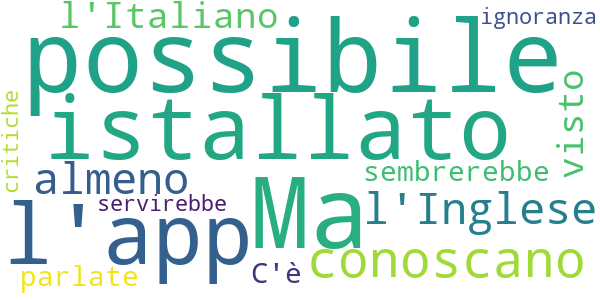 l'Italiano
ignoranza
possibile
istallato
critiche
visto
almeno
sembrerebbe
servirebbe
Ma
l'Inglese
l'app
conoscano
C'è
parlate